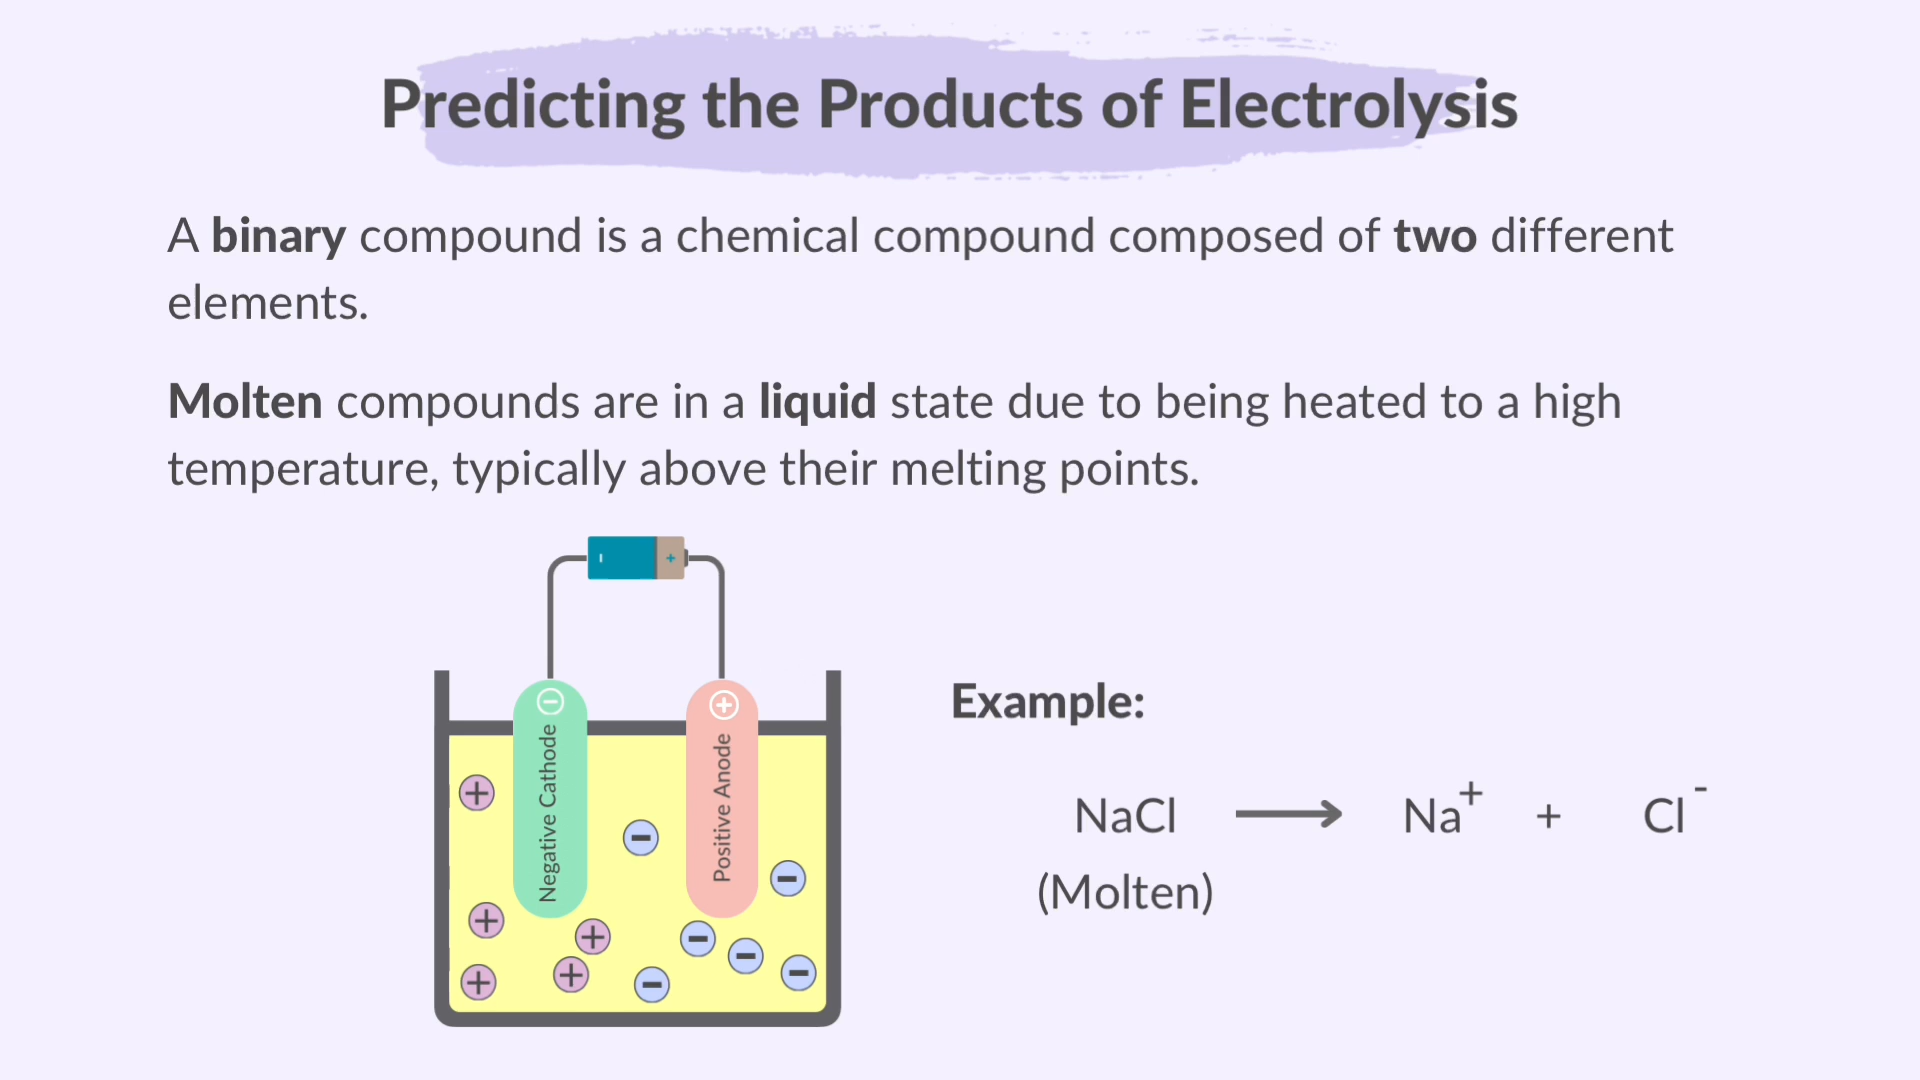 Predicting the Products of Electrolysis
A binary compound is a chemical compound composed of two different
elements.
Molten compounds are in a liquid state due to being heated to a high
temperature, typically above their melting points.
- +
Negative Cathode ⊖
Positive Anode ⊕
+ + + + +
- - - - - -
Example:
NaCl ⟶ Na⁺ + Cl⁻
(Molten)